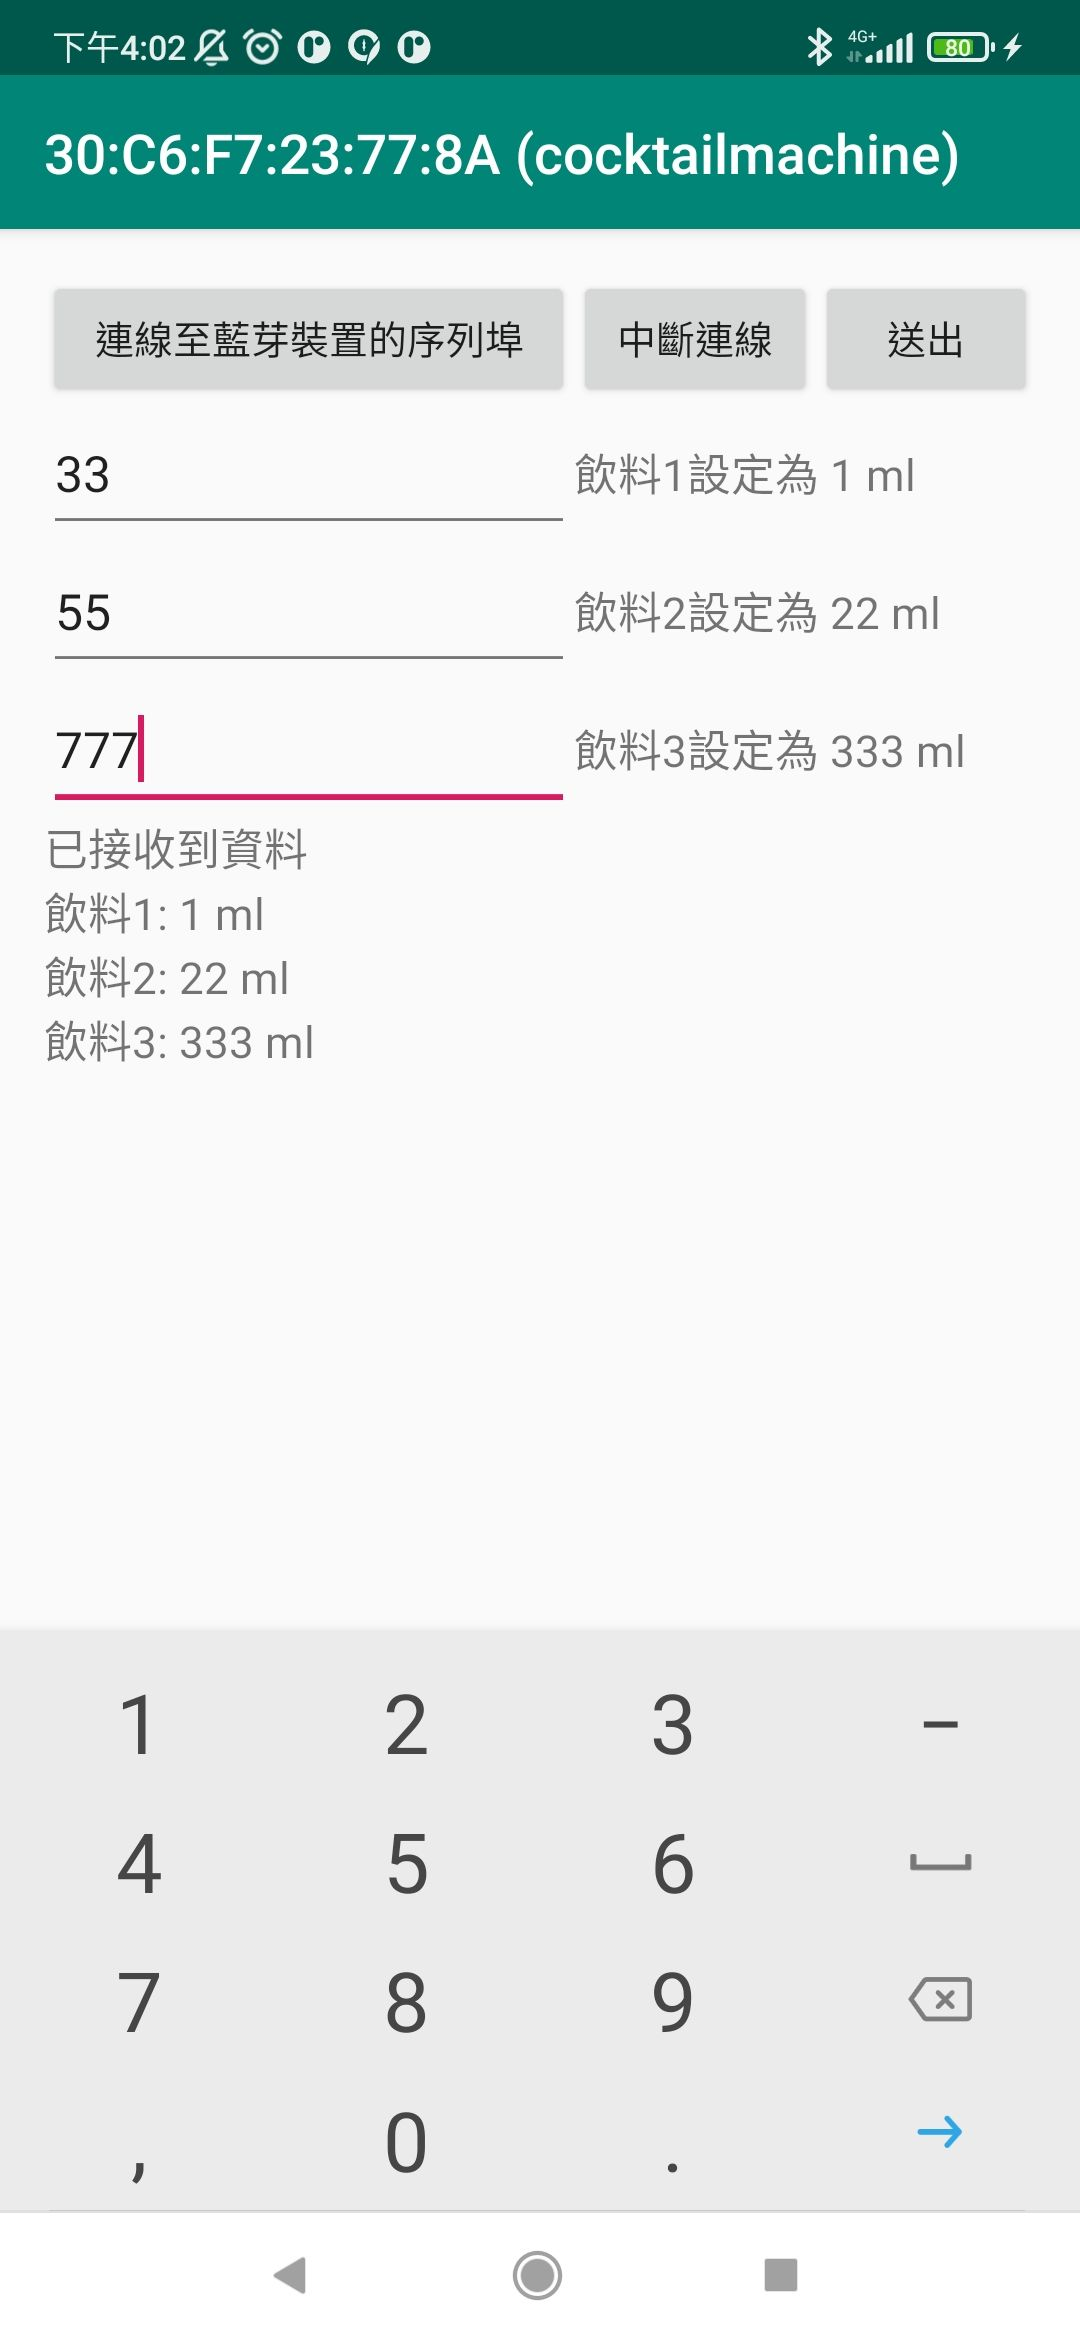 下午4:02 4G+ 80
30:C6:F7:23:77:8A (cocktailmachine)
連線至藍芽裝置的序列埠 中斷連線 送出
33 飲料1設定為 1 ml
55 飲料2設定為 22 ml
777 飲料3設定為 333 ml
已接收到資料
飲料1: 1 ml
飲料2: 22 ml
飲料3: 333 ml
1 2 3 –
4 5 6
7 8 9
, 0 .